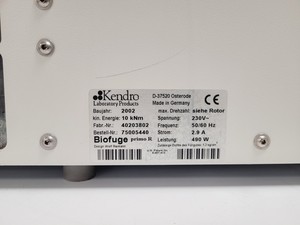 Kendro
Laboratory Products
D-37520 Osterode
Made in Germany
CE
Baujahr: 2002
max. Drehzahl: siehe Rotor
kin. Energie: 10 kNm
Spannung: 230V~
Fabr.-Nr.: 40203802
Frequenz: 50/60 Hz
Bestell-Nr.: 75005440
Strom: 2.9 A
Biofuge primo R
Leistung: 490 W